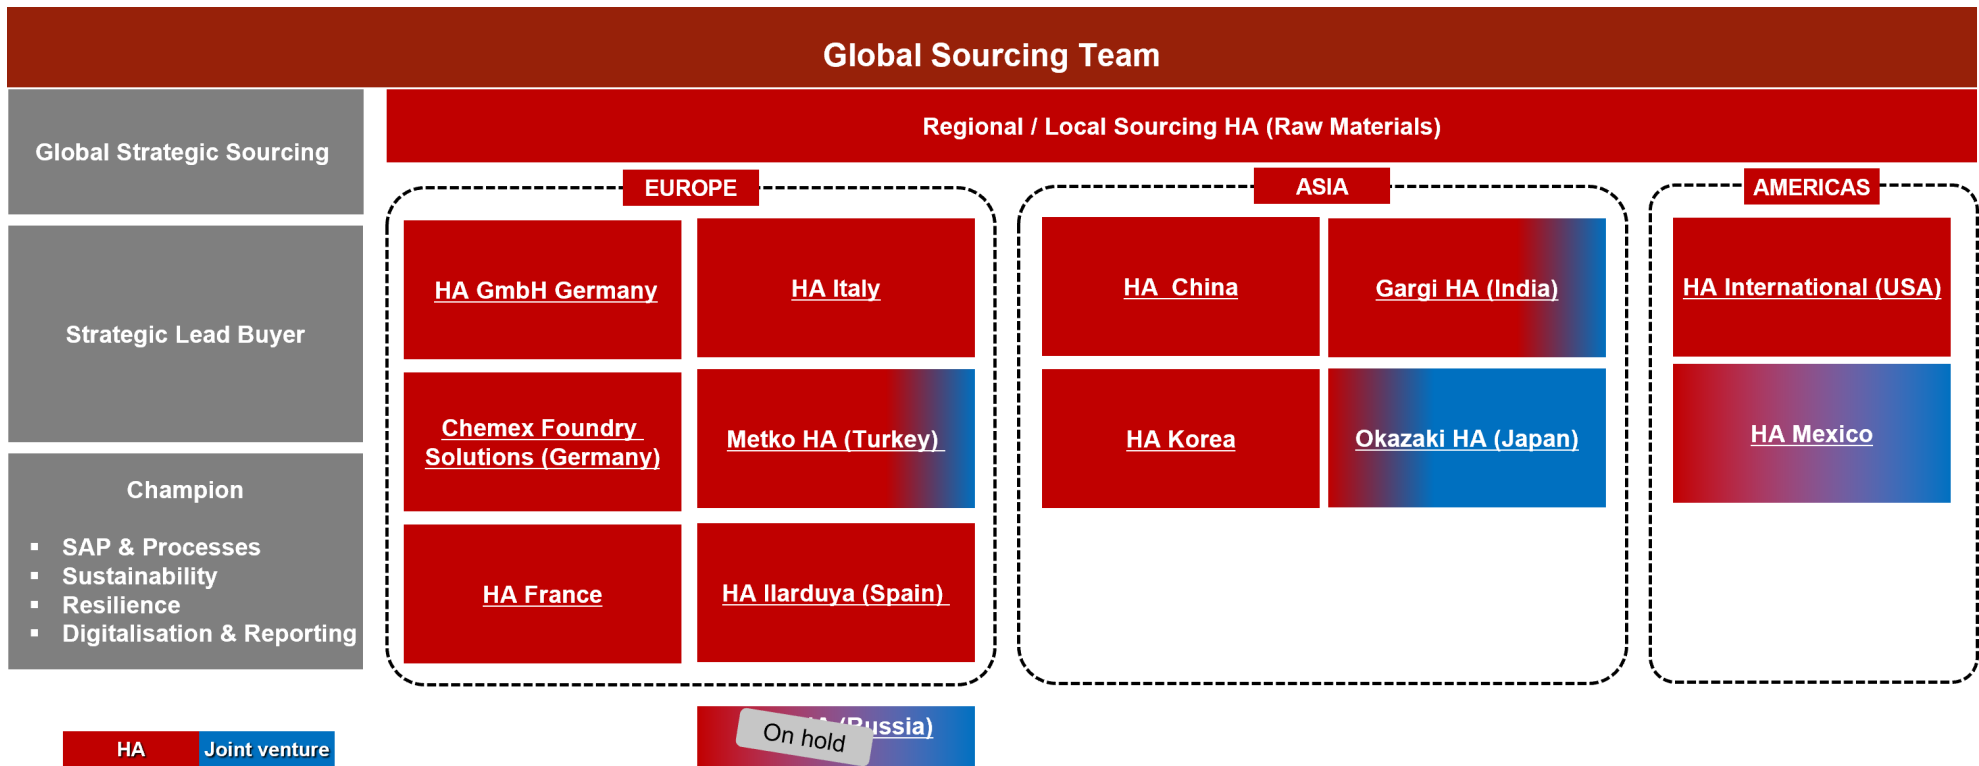 Global Sourcing Team
Global Strategic Sourcing
Strategic Lead Buyer
Champion
▪ SAP & Processes
▪ Sustainability
▪ Resilience
▪ Digitalisation & Reporting
Regional / Local Sourcing HA (Raw Materials)
EUROPE
HA GmbH Germany
HA Italy
Chemex Foundry
Solutions (Germany)
Metko HA (Turkey)
HA France
HA Ilarduya (Spain)
ASIA
HA China
Gargi HA (India)
HA Korea
Okazaki HA (Japan)
AMERICAS
HA International (USA)
HA Mexico
(Russia)
On hold
HA
Joint venture